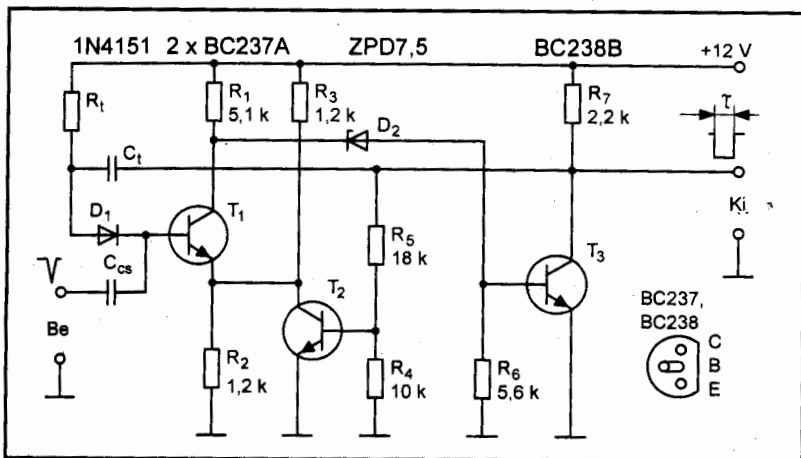 1N4151 2 x BC237A ZPD7,5 BC238B +12 V
Rt
R1
5,1 k
R3
1,2 k
R7
2,2 k
τ
D2
Ct
Ki
D1
T1
Ccs
R5
18 k
T2
T3
Be
R2
1,2 k
R4
10 k
R6
5,6 k
BC237,
BC238
C
B
E